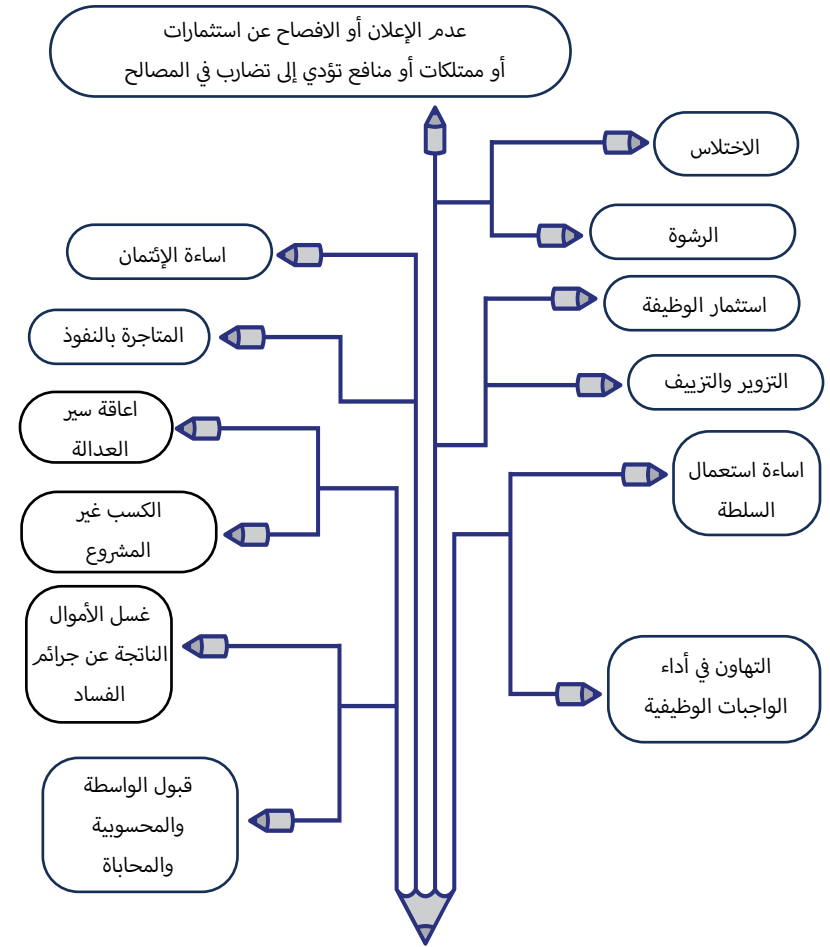 عدم الإعلان أو الافصاح عن استثمارات
أو ممتلكات أو منافع تؤدي إلى تضارب في المصالح
الاختلاس
الرشوة
استثمار الوظيفة
التزوير والتزييف
اساءة استعمال
السلطة
التهاون في أداء
الواجبات الوظيفية
اساءة الإئتمان
المتاجرة بالنفوذ
اعاقة سير
العدالة
الكسب غير
المشروع
غسل الأموال
الناتجة عن جرائم
الفساد
قبول الواسطة
والمحسوبية
والمحاباة